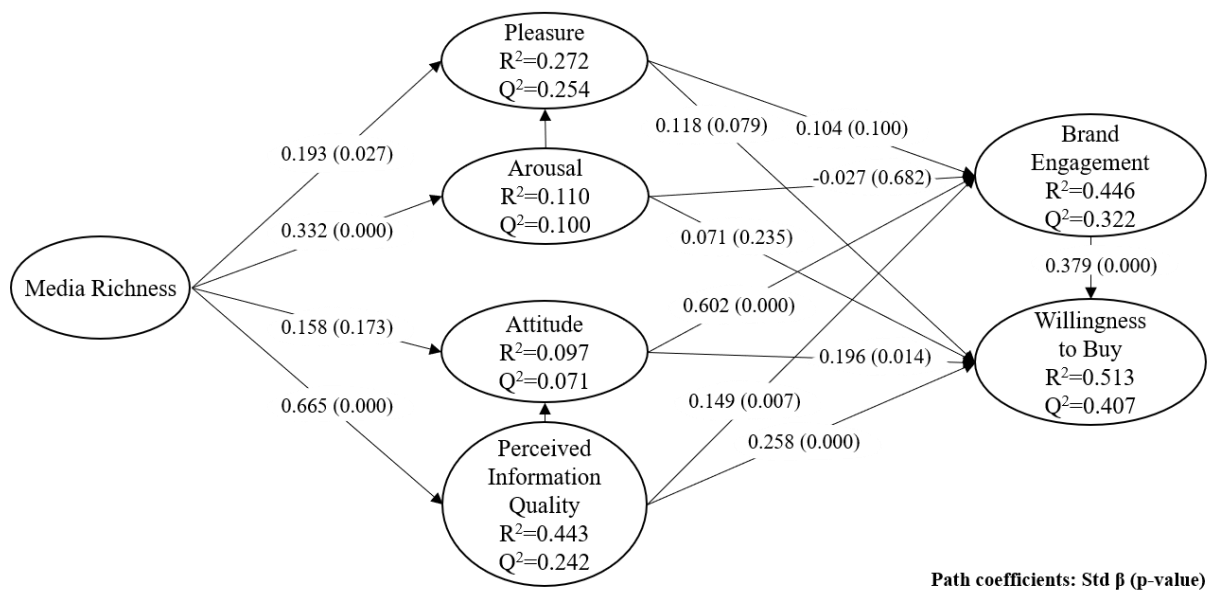 Pleasure
R²=0.272
Q²=0.254
0.193 (0.027)
0.118 (0.079)
0.104 (0.100)
Brand
Engagement
R²=0.446
Q²=0.322
Arousal
R²=0.110
Q²=0.100
-0.027 (0.682)
0.332 (0.000)
0.071 (0.235)
0.379 (0.000)
Media Richness
0.158 (0.173)
Attitude
R²=0.097
Q²=0.071
0.602 (0.000)
0.196 (0.014)
Willingness
to Buy
R²=0.513
Q²=0.407
0.665 (0.000)
0.149 (0.007)
0.258 (0.000)
Perceived
Information
Quality
R²=0.443
Q²=0.242
Path coefficients: Std β (p-value)